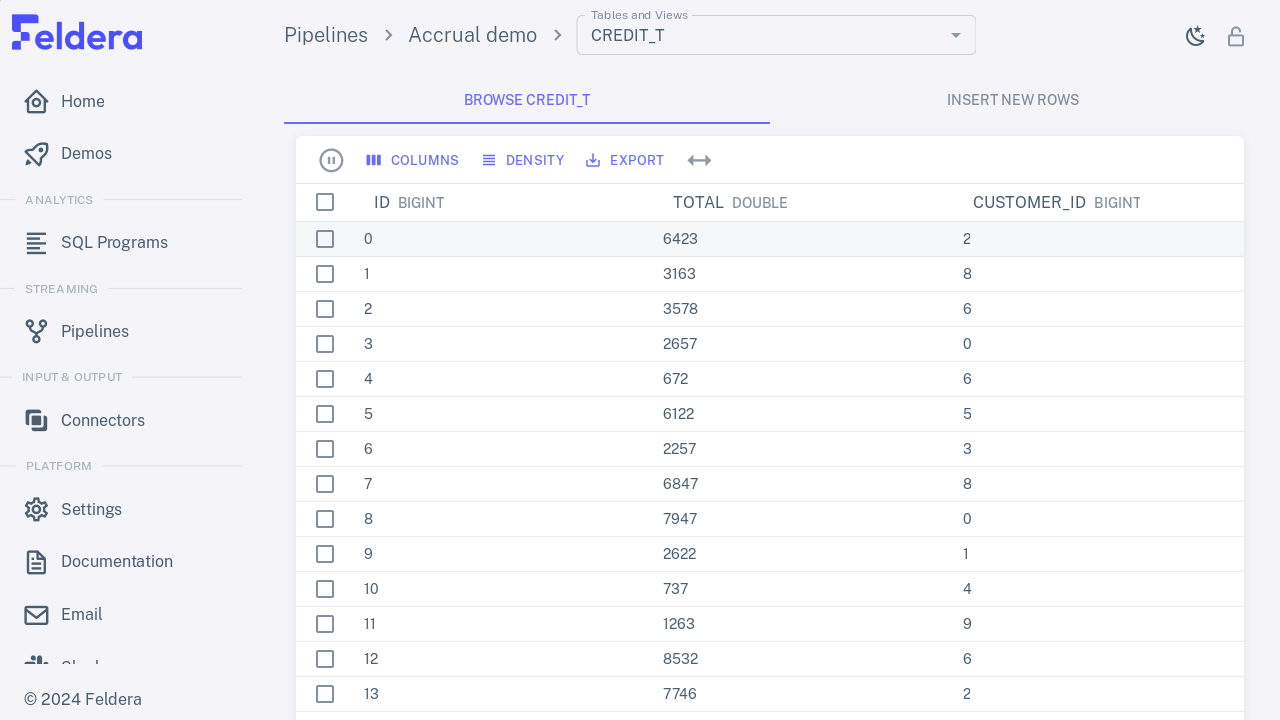 Feldera
Pipelines > Accrual demo >
Tables and Views
CREDIT_T
Home
Demos
ANALYTICS
SQL Programs
STREAMING
Pipelines
INPUT & OUTPUT
Connectors
PLATFORM
Settings
Documentation
Email
© 2024 Feldera
BROWSE CREDIT_T INSERT NEW ROWS
COLUMNS DENSITY EXPORT
ID BIGINT TOTAL DOUBLE CUSTOMER_ID BIGINT
0 6423 2
1 3163 8
2 3578 6
3 2657 0
4 672 6
5 6122 5
6 2257 3
7 6847 8
8 7947 0
9 2622 1
10 737 4
11 1263 9
12 8532 6
13 7746 2